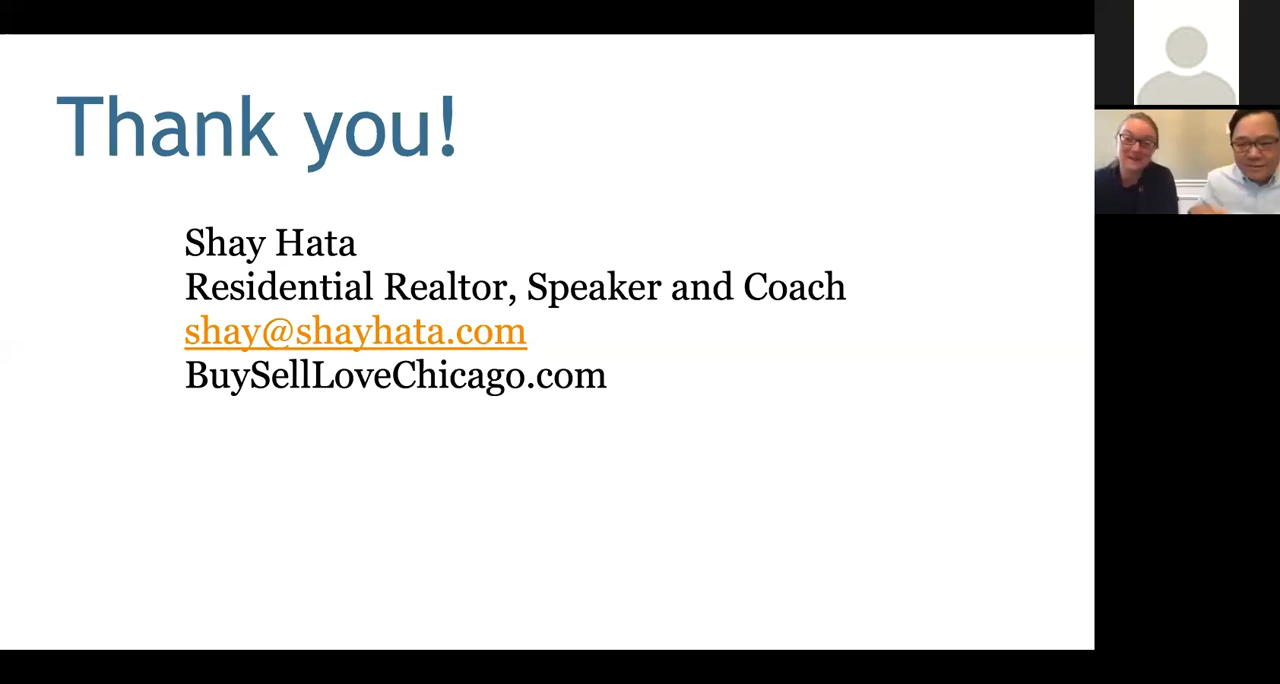 Thank you!
Shay Hata
Residential Realtor, Speaker and Coach
shay@shayhata.com
BuySellLoveChicago.com